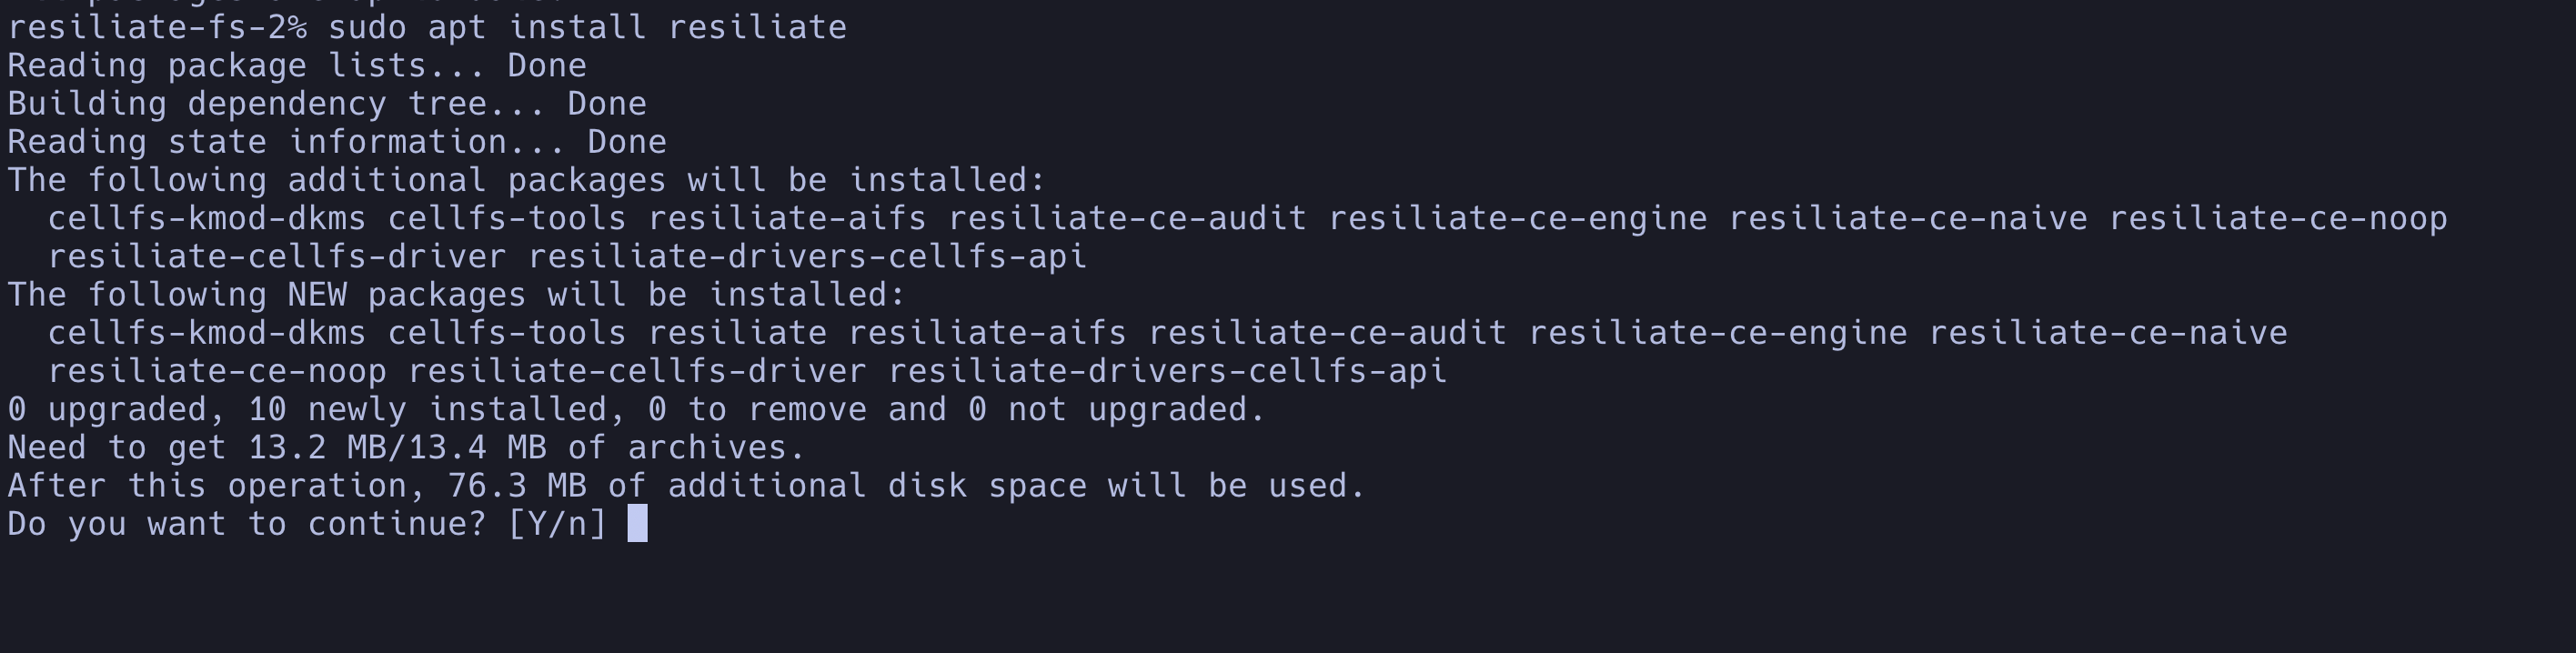 resiliate-fs-2% sudo apt install resiliate
Reading package lists... Done
Building dependency tree... Done
Reading state information... Done
The following additional packages will be installed:
  cellfs-kmod-dkms cellfs-tools resiliate-aifs resiliate-ce-audit resiliate-ce-engine resiliate-ce-naive resiliate-ce-noop
  resiliate-cellfs-driver resiliate-drivers-cellfs-api
The following NEW packages will be installed:
  cellfs-kmod-dkms cellfs-tools resiliate resiliate-aifs resiliate-ce-audit resiliate-ce-engine resiliate-ce-naive
  resiliate-ce-noop resiliate-cellfs-driver resiliate-drivers-cellfs-api
0 upgraded, 10 newly installed, 0 to remove and 0 not upgraded.
Need to get 13.2 MB/13.4 MB of archives.
After this operation, 76.3 MB of additional disk space will be used.
Do you want to continue? [Y/n]